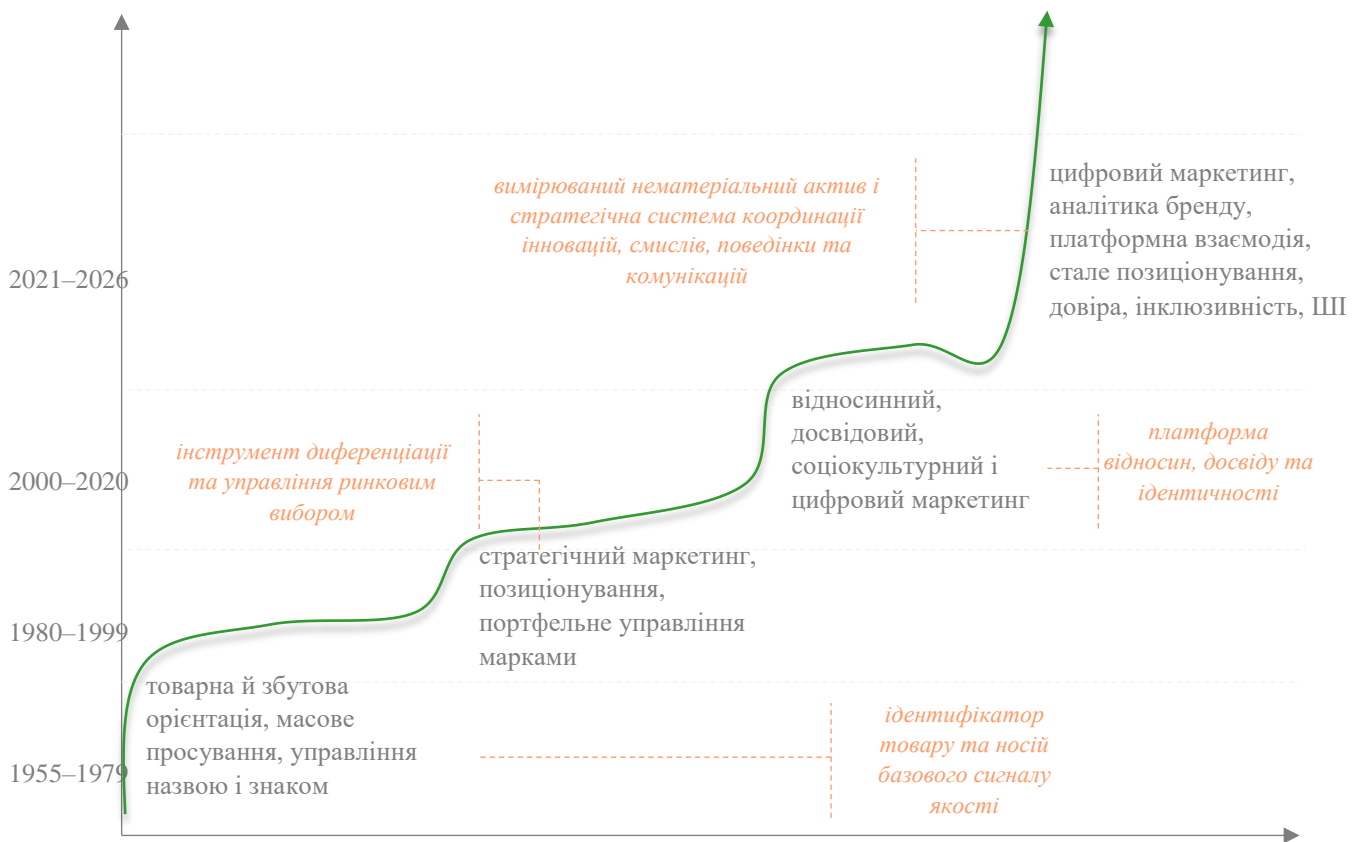 вимірюваний нематеріальний актив і
стратегічна система координації
інновацій, смислів, поведінки та
комунікацій
цифровий маркетинг,
аналітика бренду,
платформна взаємодія,
стале позиціонування,
довіра, інклюзивність, ШІ
2021–2026
інструмент диференціації
та управління ринковим
вибором
відносинний,
досвідовий,
соціокультурний і
цифровий маркетинг
платформа
відносин, досвіду та
ідентичності
2000–2020
стратегічний маркетинг,
позиціонування,
портфельне управління
марками
1980–1999
товарна й збутова
орієнтація, масове
просування, управління
назвою і знаком
ідентифікатор
товару та носій
базового сигналу
якості
1955–1979